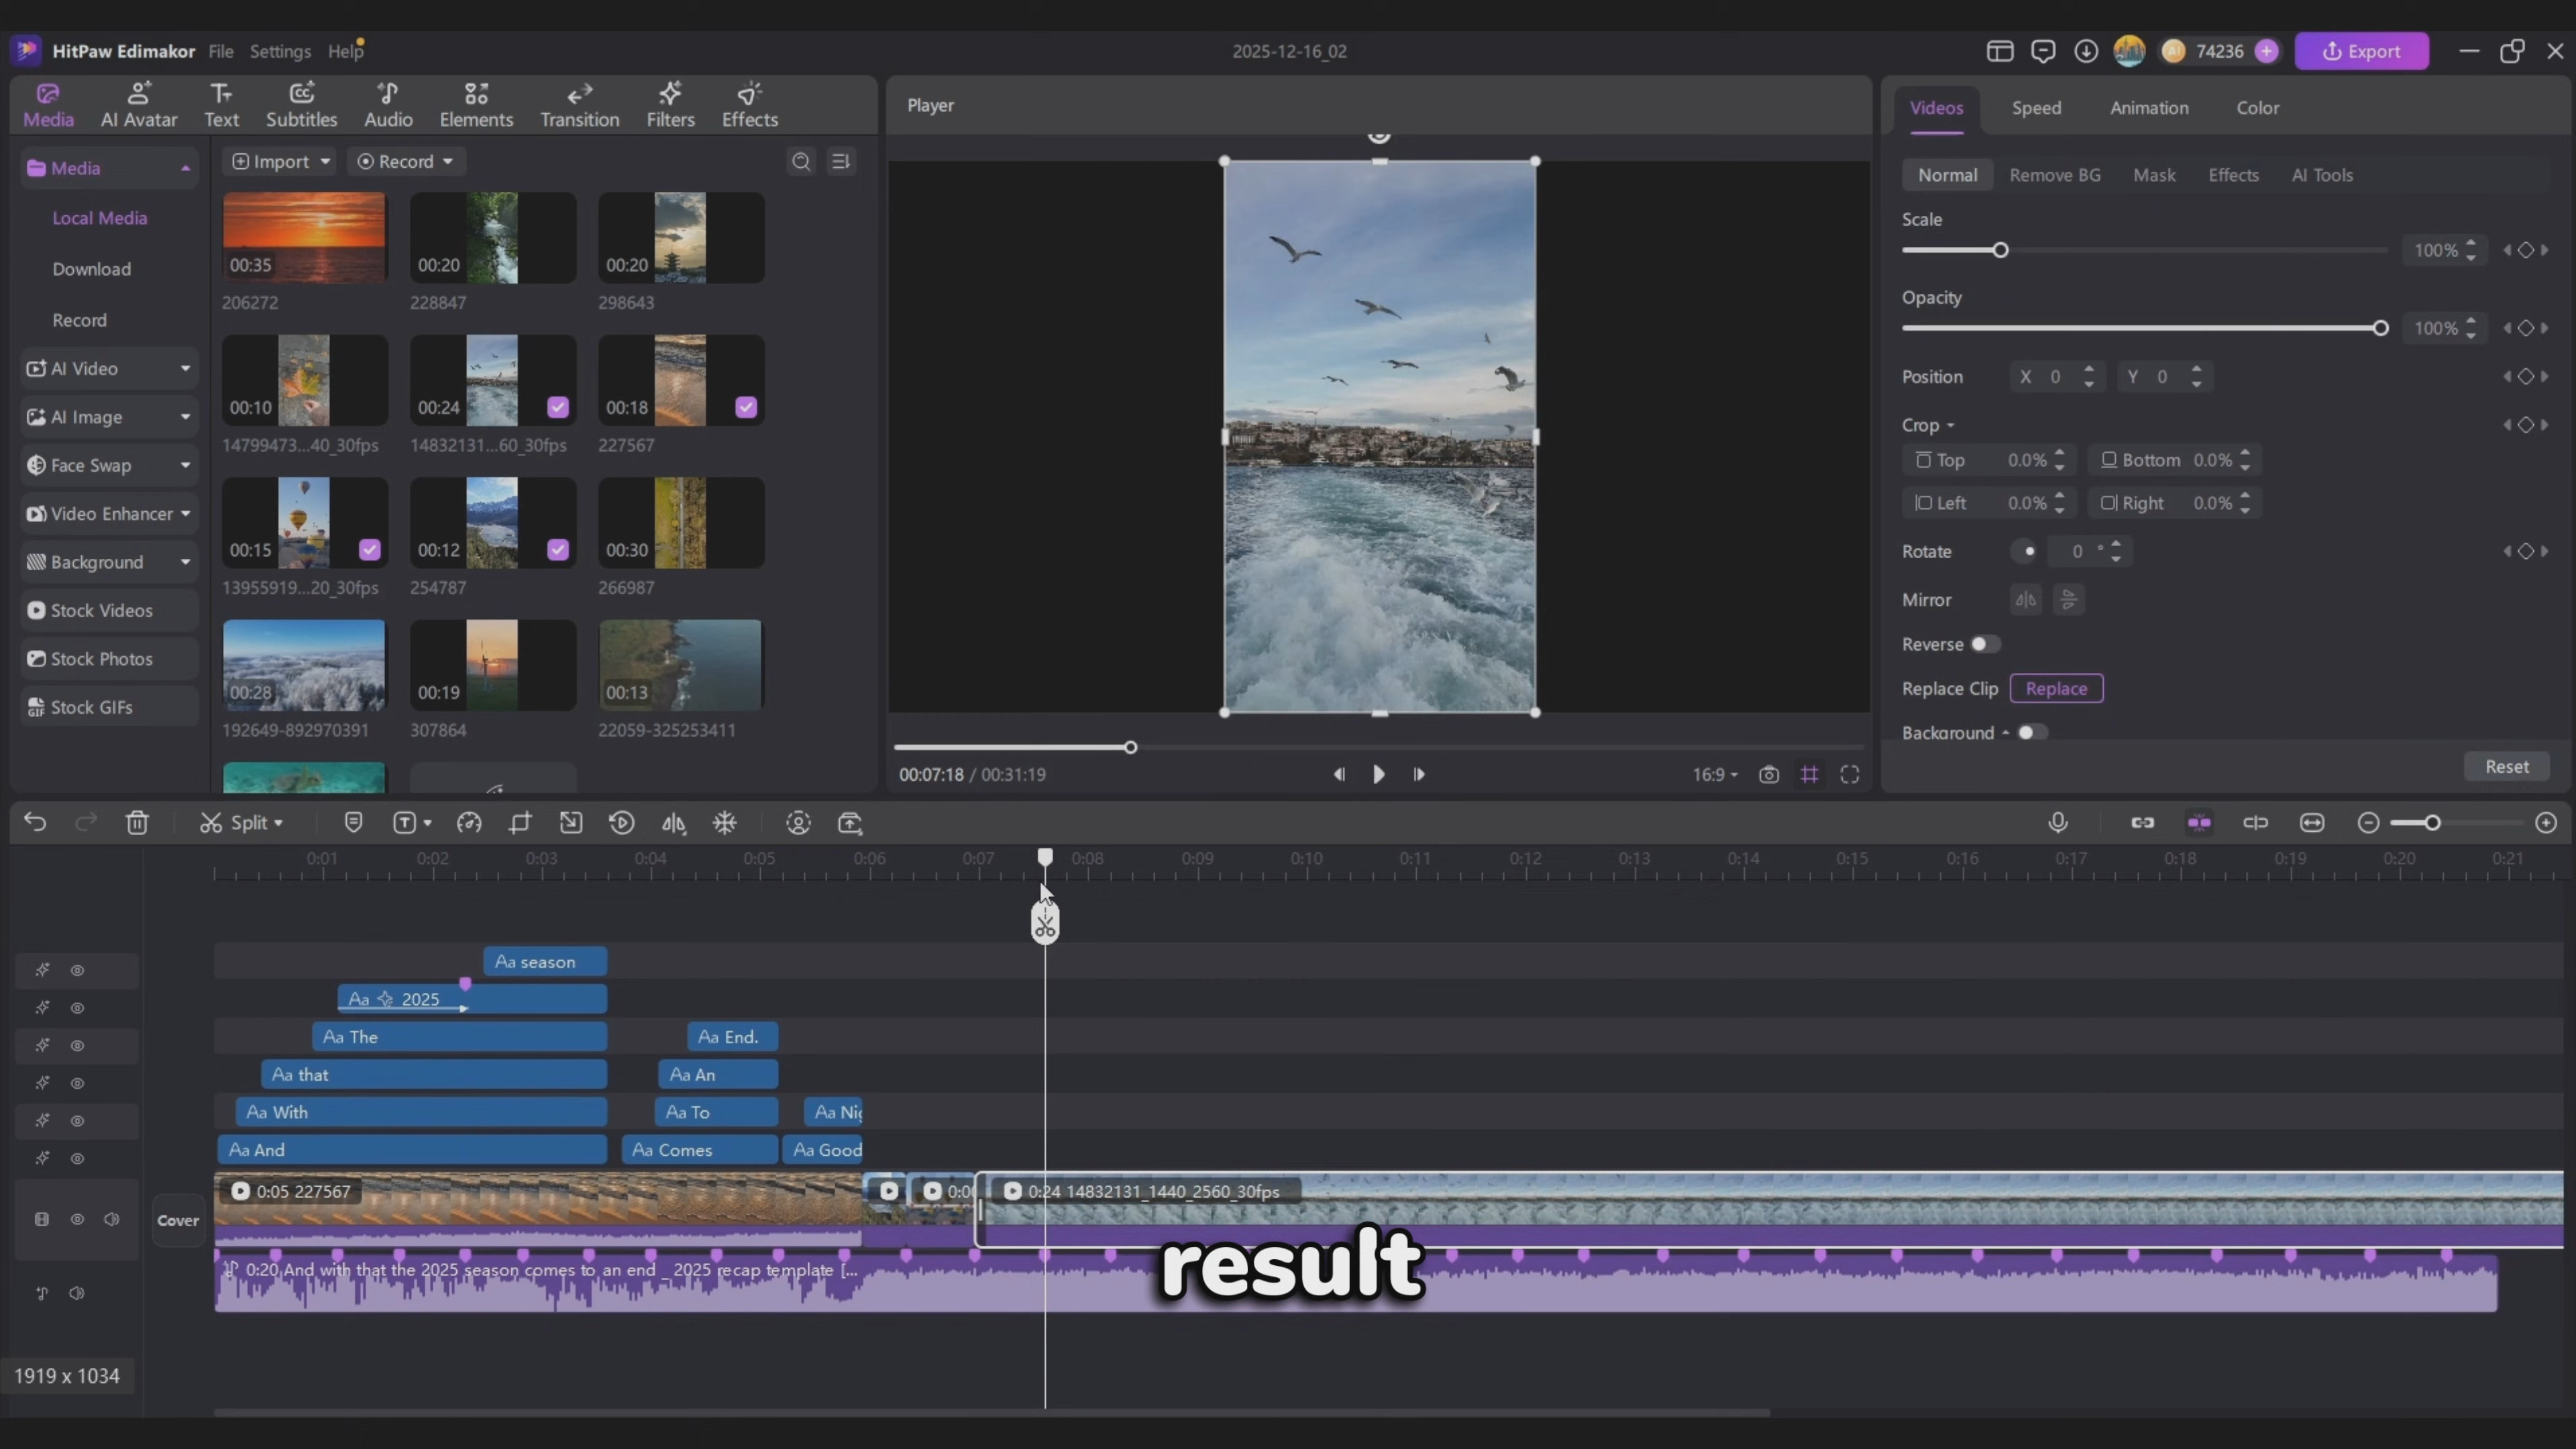 HitPaw Edimakor File Settings Help
2025-12-16_02
AI 74236
Export
Media
AI Avatar
Text
Subtitles
Audio
Elements
Transition
Filters
Effects
Media
Local Media
Download
Record
AI Video
AI Image
Face Swap
Video Enhancer
Background
Stock Videos
Stock Photos
GIF
Stock GIFs
Import
Record
00:35
00:20
00:20
206272
228847
298643
00:10
00:24
00:18
14799473...40_30fps
14832131...60_30fps
227567
00:15
00:12
00:30
13955919...20_30fps
254787
266987
00:28
00:19
00:13
192649-892970391
307864
22059-325253411
Player
00:07:18 / 00:31:19
16:9
Videos
Speed
Animation
Color
Normal
Remove BG
Mask
Effects
AI Tools
Scale
100%
Opacity
100%
Position X 0 Y 0
Crop
Top 0.0% Bottom 0.0%
Left 0.0% Right 0.0%
Rotate 0 °
Mirror
Reverse
Replace Clip Replace
Background
Reset
Split
0:01 0:02 0:03 0:04 0:05 0:06 0:07 0:08 0:09 0:10 0:11 0:12 0:13 0:14 0:15 0:16 0:17 0:18 0:19 0:20 0:21
Aa season
Aa 2025
Aa The
Aa End.
Aa that
Aa An
Aa With
Aa To
Aa Nig
Aa And
Aa Comes
Aa Good
Cover
0:05 227567
0:24 14832131_1440_2560_30fps
0:20 And with that the 2025 season comes to an end _ 2025 recap template [...
result
1919 x 1034